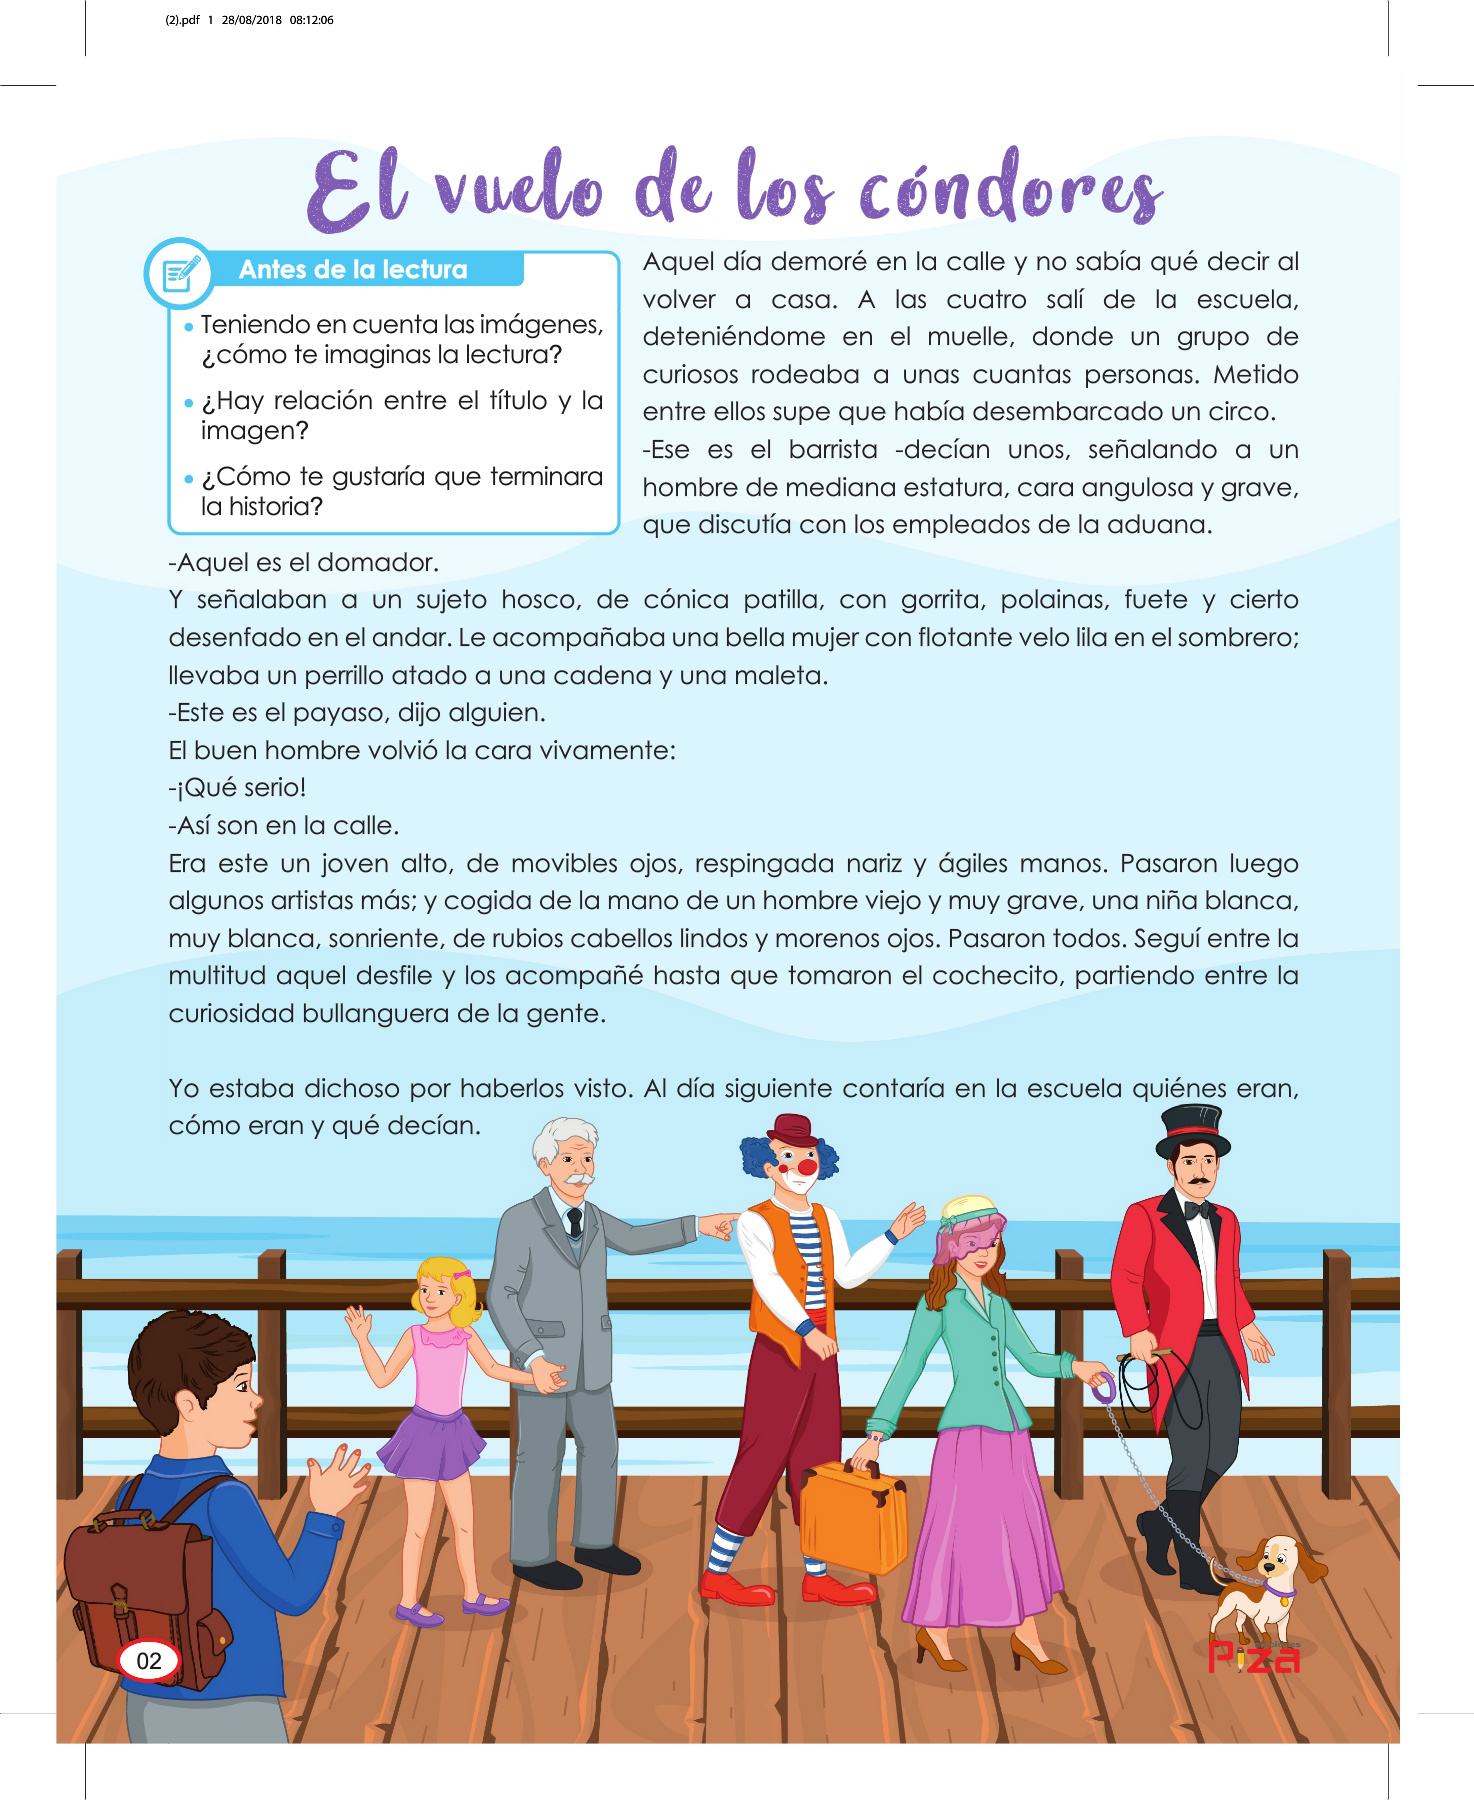 (2).pdf 1 28/08/2018 08:12:06
El vuelo de los cóndores
Antes de la lectura
• Teniendo en cuenta las imágenes,
¿cómo te imaginas la lectura?
• ¿Hay relación entre el título y la
imagen?
• ¿Cómo te gustaría que terminara
la historia?
Aquel día demoré en la calle y no sabía qué decir al
volver a casa. A las cuatro salí de la escuela,
deteniéndome en el muelle, donde un grupo de
curiosos rodeaba a unas cuantas personas. Metido
entre ellos supe que había desembarcado un circo.
-Ese es el barrista -decían unos, señalando a un
hombre de mediana estatura, cara angulosa y grave,
que discutía con los empleados de la aduana.
-Aquel es el domador.
Y señalaban a un sujeto hosco, de cónica patilla, con gorrita, polainas, fuete y cierto
desenfado en el andar. Le acompañaba una bella mujer con flotante velo lila en el sombrero;
llevaba un perrillo atado a una cadena y una maleta.
-Este es el payaso, dijo alguien.
El buen hombre volvió la cara vivamente:
-¡Qué serio!
-Así son en la calle.
Era este un joven alto, de movibles ojos, respingada nariz y ágiles manos. Pasaron luego
algunos artistas más; y cogida de la mano de un hombre viejo y muy grave, una niña blanca,
muy blanca, sonriente, de rubios cabellos lindos y morenos ojos. Pasaron todos. Seguí entre la
multitud aquel desfile y los acompañé hasta que tomaron el cochecito, partiendo entre la
curiosidad bullanguera de la gente.
Yo estaba dichoso por haberlos visto. Al día siguiente contaría en la escuela quiénes eran,
cómo eran y qué decían.
02
Piza